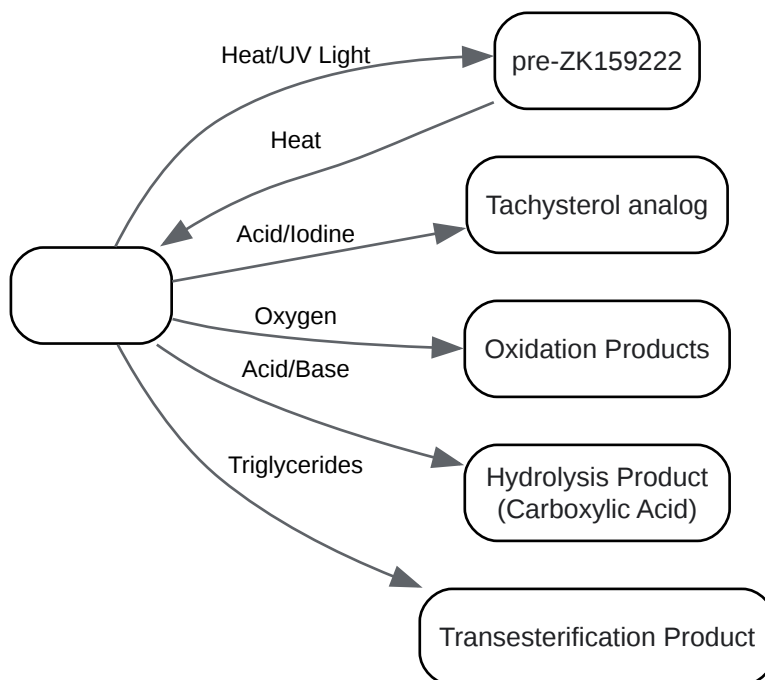 Heat/UV Light
pre-ZK159222
Heat
Tachysterol analog
Acid/Iodine
Oxygen
Oxidation Products
Acid/Base
Triglycerides
Hydrolysis Product
(Carboxylic Acid)
Transesterification Product